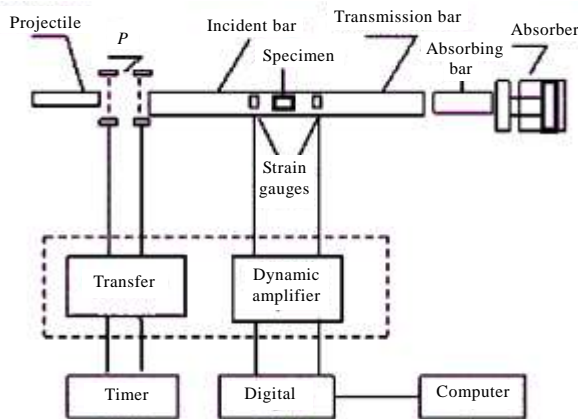 Projectile
P
Incident bar
Transmission bar
Specimen
Absorbing
bar
Absorber
Strain
gauges
Transfer
Dynamic
amplifier
Timer
Digital
Computer